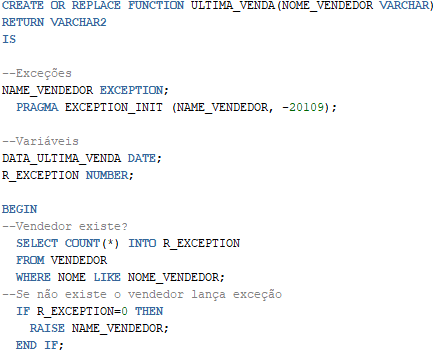 CREATE OR REPLACE FUNCTION ULTIMA_VENDA(NOME_VENDEDOR VARCHAR)
RETURN VARCHAR2
IS
--Exceções
NAME_VENDEDOR EXCEPTION;
PRAGMA EXCEPTION_INIT (NAME_VENDEDOR, -20109);
--Variáveis
DATA_ULTIMA_VENDA DATE;
R_EXCEPTION NUMBER;
BEGIN
--Vendedor existe?
SELECT COUNT(*) INTO R_EXCEPTION
FROM VENDEDOR
WHERE NOME LIKE NOME_VENDEDOR;
--Se não existe o vendedor lança exceção
IF R_EXCEPTION=0 THEN
RAISE NAME_VENDEDOR;
END IF;